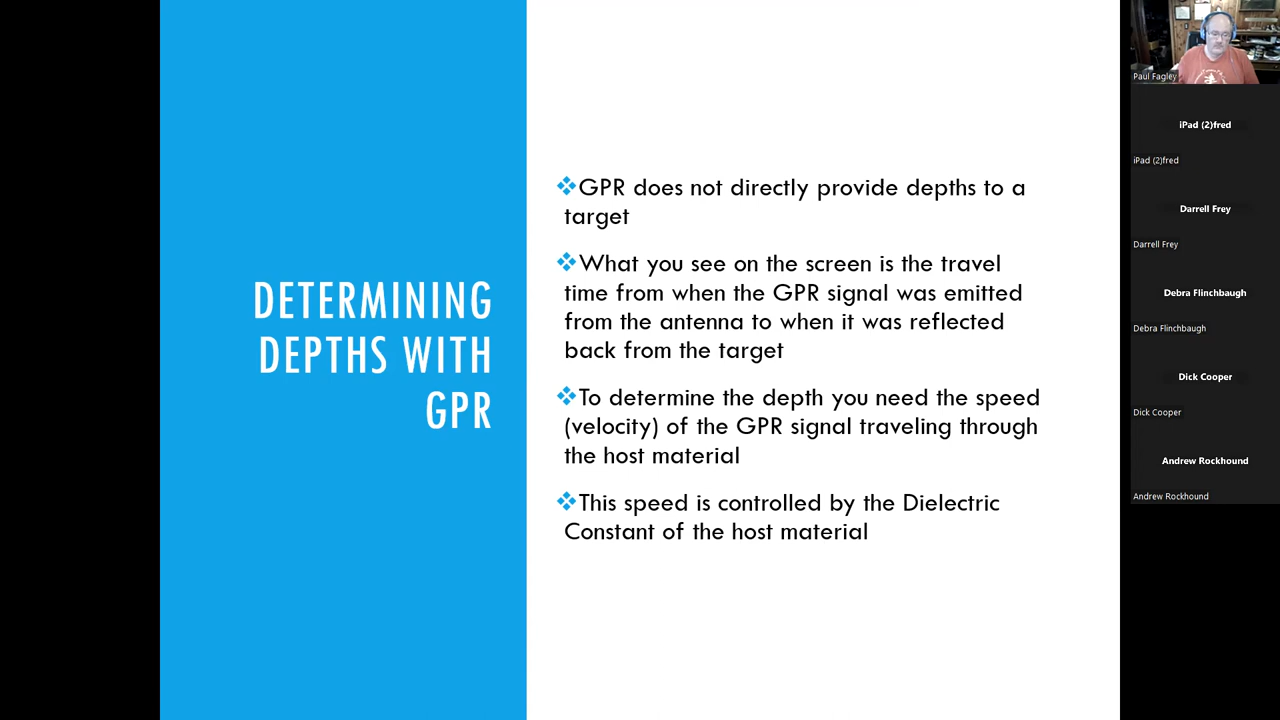 DETERMINING
DEPTHS WITH
GPR
❖GPR does not directly provide depths to a
target
❖What you see on the screen is the travel
time from when the GPR signal was emitted
from the antenna to when it was reflected
back from the target
❖To determine the depth you need the speed
(velocity) of the GPR signal traveling through
the host material
❖This speed is controlled by the Dielectric
Constant of the host material
Paul Fagley
iPad (2)fred
iPad (2)fred
Darrell Frey
Darrell Frey
Debra Flinchbaugh
Debra Flinchbaugh
Dick Cooper
Dick Cooper
Andrew Rockhound
Andrew Rockhound